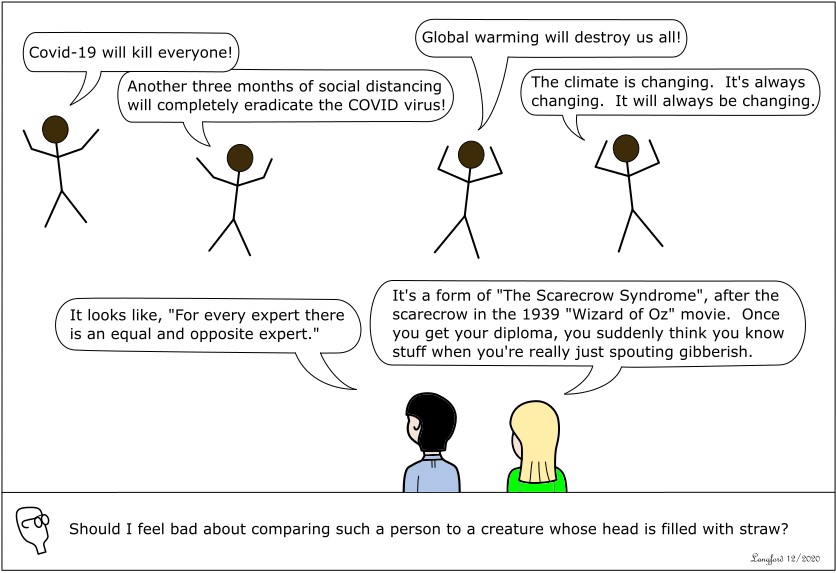 Covid-19 will kill everyone!
Another three months of social distancing
will completely eradicate the COVID virus!
Global warming will destroy us all!
The climate is changing.  It's always
changing.  It will always be changing.
It looks like, "For every expert there
is an equal and opposite expert."
It's a form of "The Scarecrow Syndrome", after the
scarecrow in the 1939 "Wizard of Oz" movie.  Once
you get your diploma, you suddenly think you know
stuff when you're really just spouting gibberish.
Should I feel bad about comparing such a person to a creature whose head is filled with straw?
Langford 12/2020